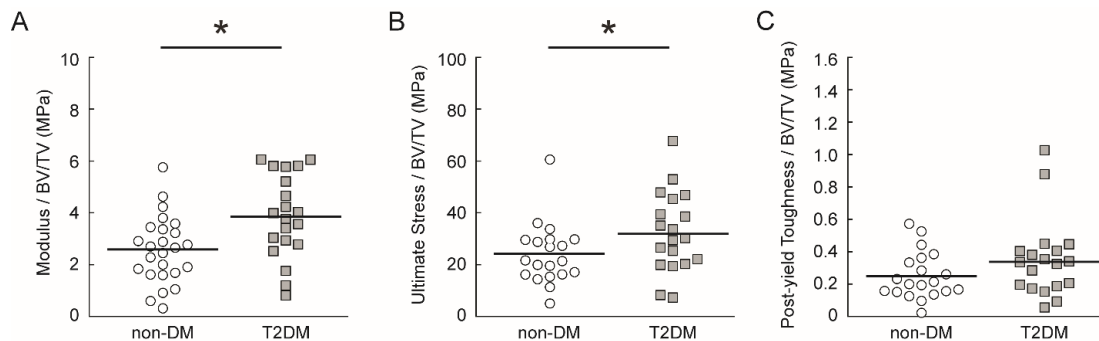 A
*
Modulus / BV/TV (MPa)
10
8
6
4
2
0
non-DM
T2DM
B
*
Ultimate Stress / BV/TV (MPa)
100
80
60
40
20
0
non-DM
T2DM
C
Post-yield Toughness / BV/TV (MPa)
1.6
1.4
1.2
1.0
0.8
0.6
0.4
0.2
0
non-DM
T2DM